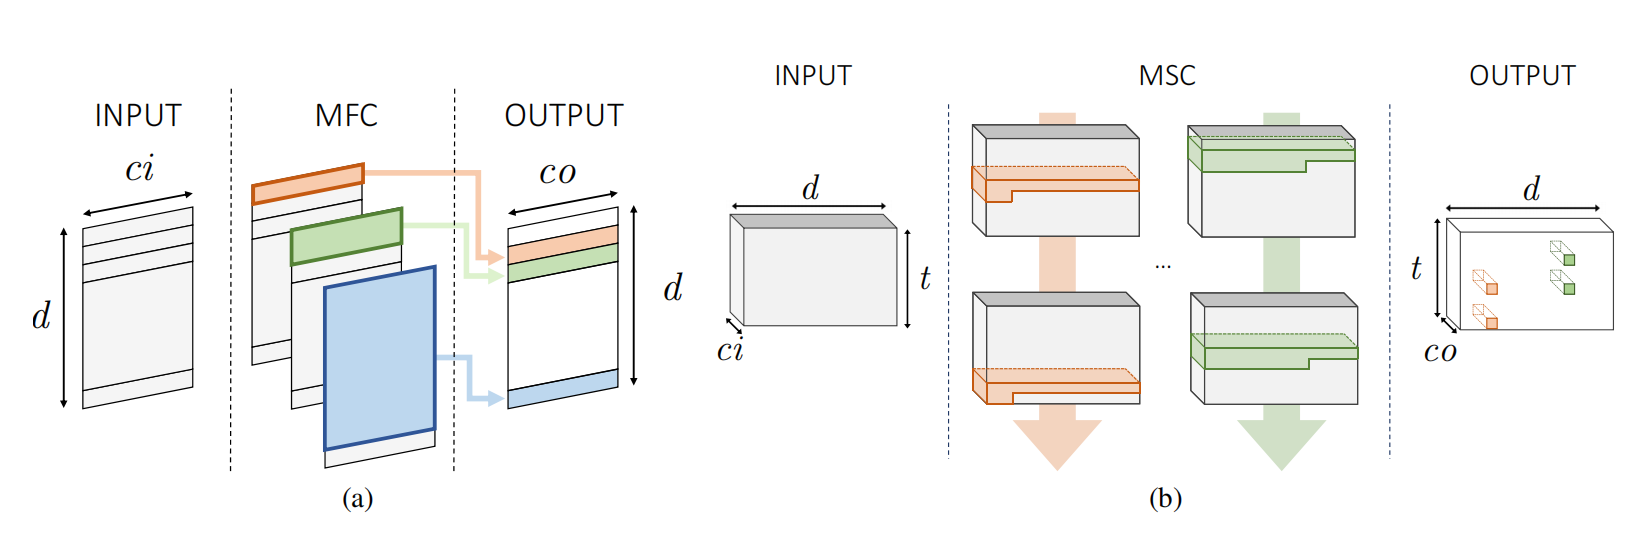 INPUT
MFC
OUTPUT
ci
co
d
d
(a)
INPUT
MSC
OUTPUT
d
t
ci
...
d
t
co
(b)